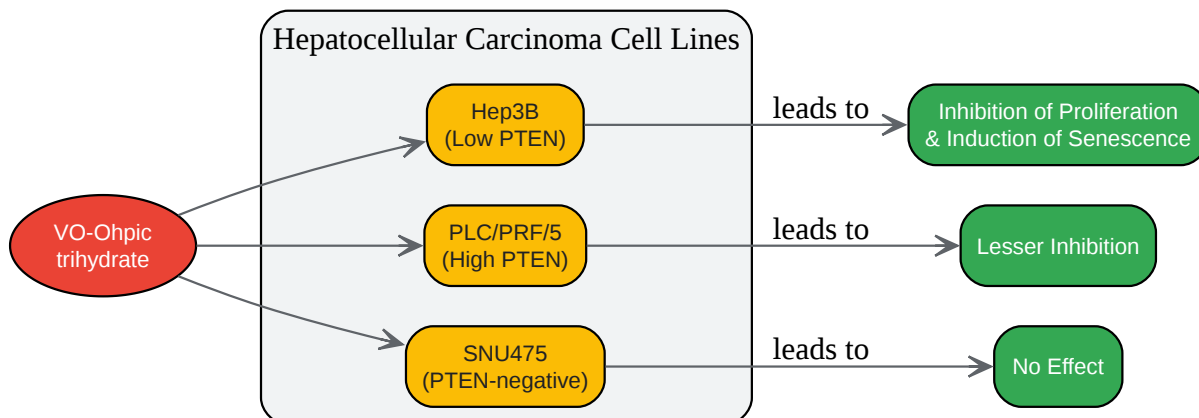 Hepatocellular Carcinoma Cell Lines
VO-Ohpic
trihydrate
Hep3B
(Low PTEN)
leads to
Inhibition of Proliferation
& Induction of Senescence
PLC/PRF/5
(High PTEN)
leads to
Lesser Inhibition
SNU475
(PTEN-negative)
leads to
No Effect